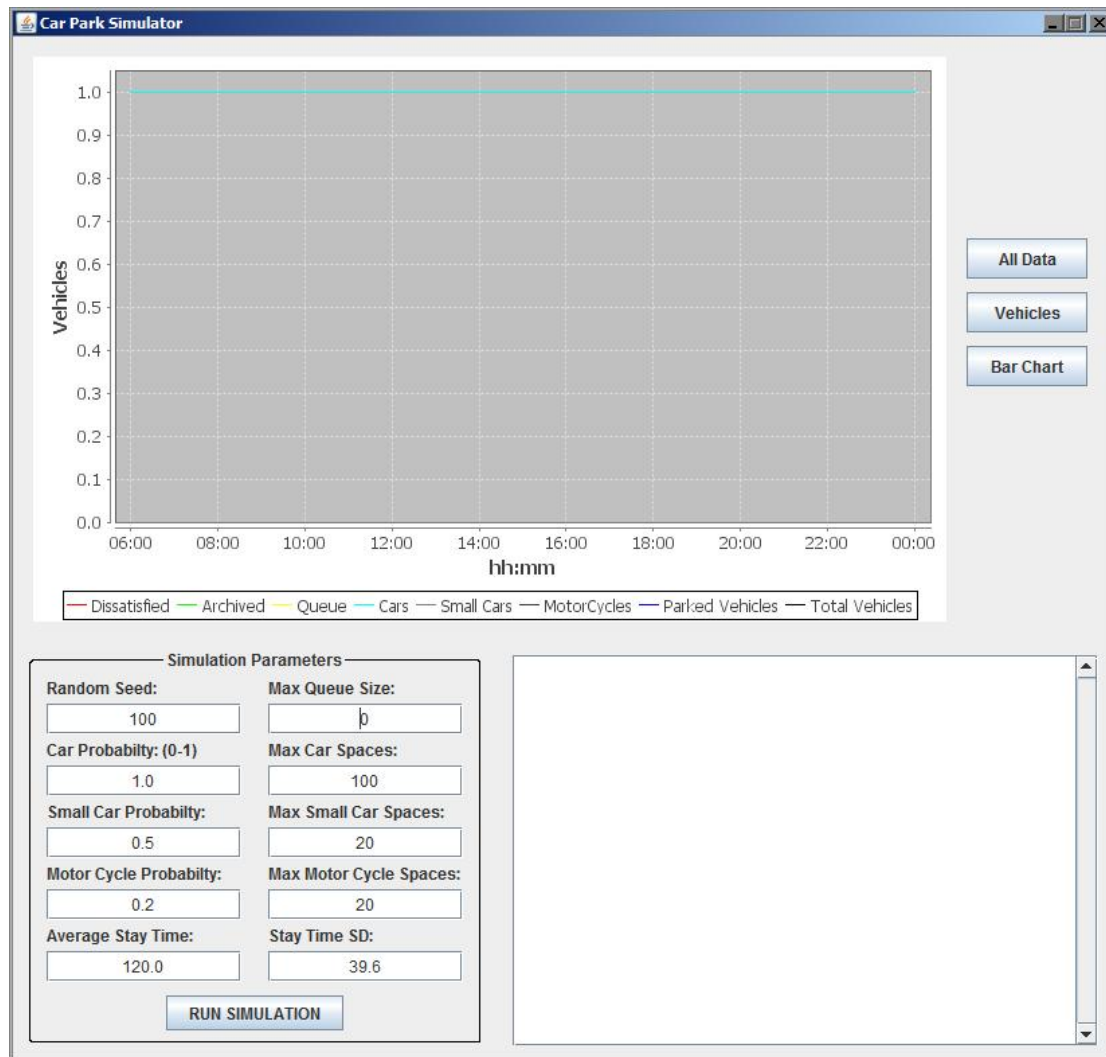 Car Park Simulator
1.0
0.9
0.8
0.7
0.6
0.5
0.4
0.3
0.2
0.1
0.0
Vehicles
06:00 08:00 10:00 12:00 14:00 16:00 18:00 20:00 22:00 00:00
hh:mm
Dissatisfied Archived Queue Cars Small Cars MotorCycles Parked Vehicles Total Vehicles
All Data
Vehicles
Bar Chart
Simulation Parameters
Random Seed: Max Queue Size:
100 0
Car Probabilty: (0-1) Max Car Spaces:
1.0 100
Small Car Probabilty: Max Small Car Spaces:
0.5 20
Motor Cycle Probabilty: Max Motor Cycle Spaces:
0.2 20
Average Stay Time: Stay Time SD:
120.0 39.6
RUN SIMULATION